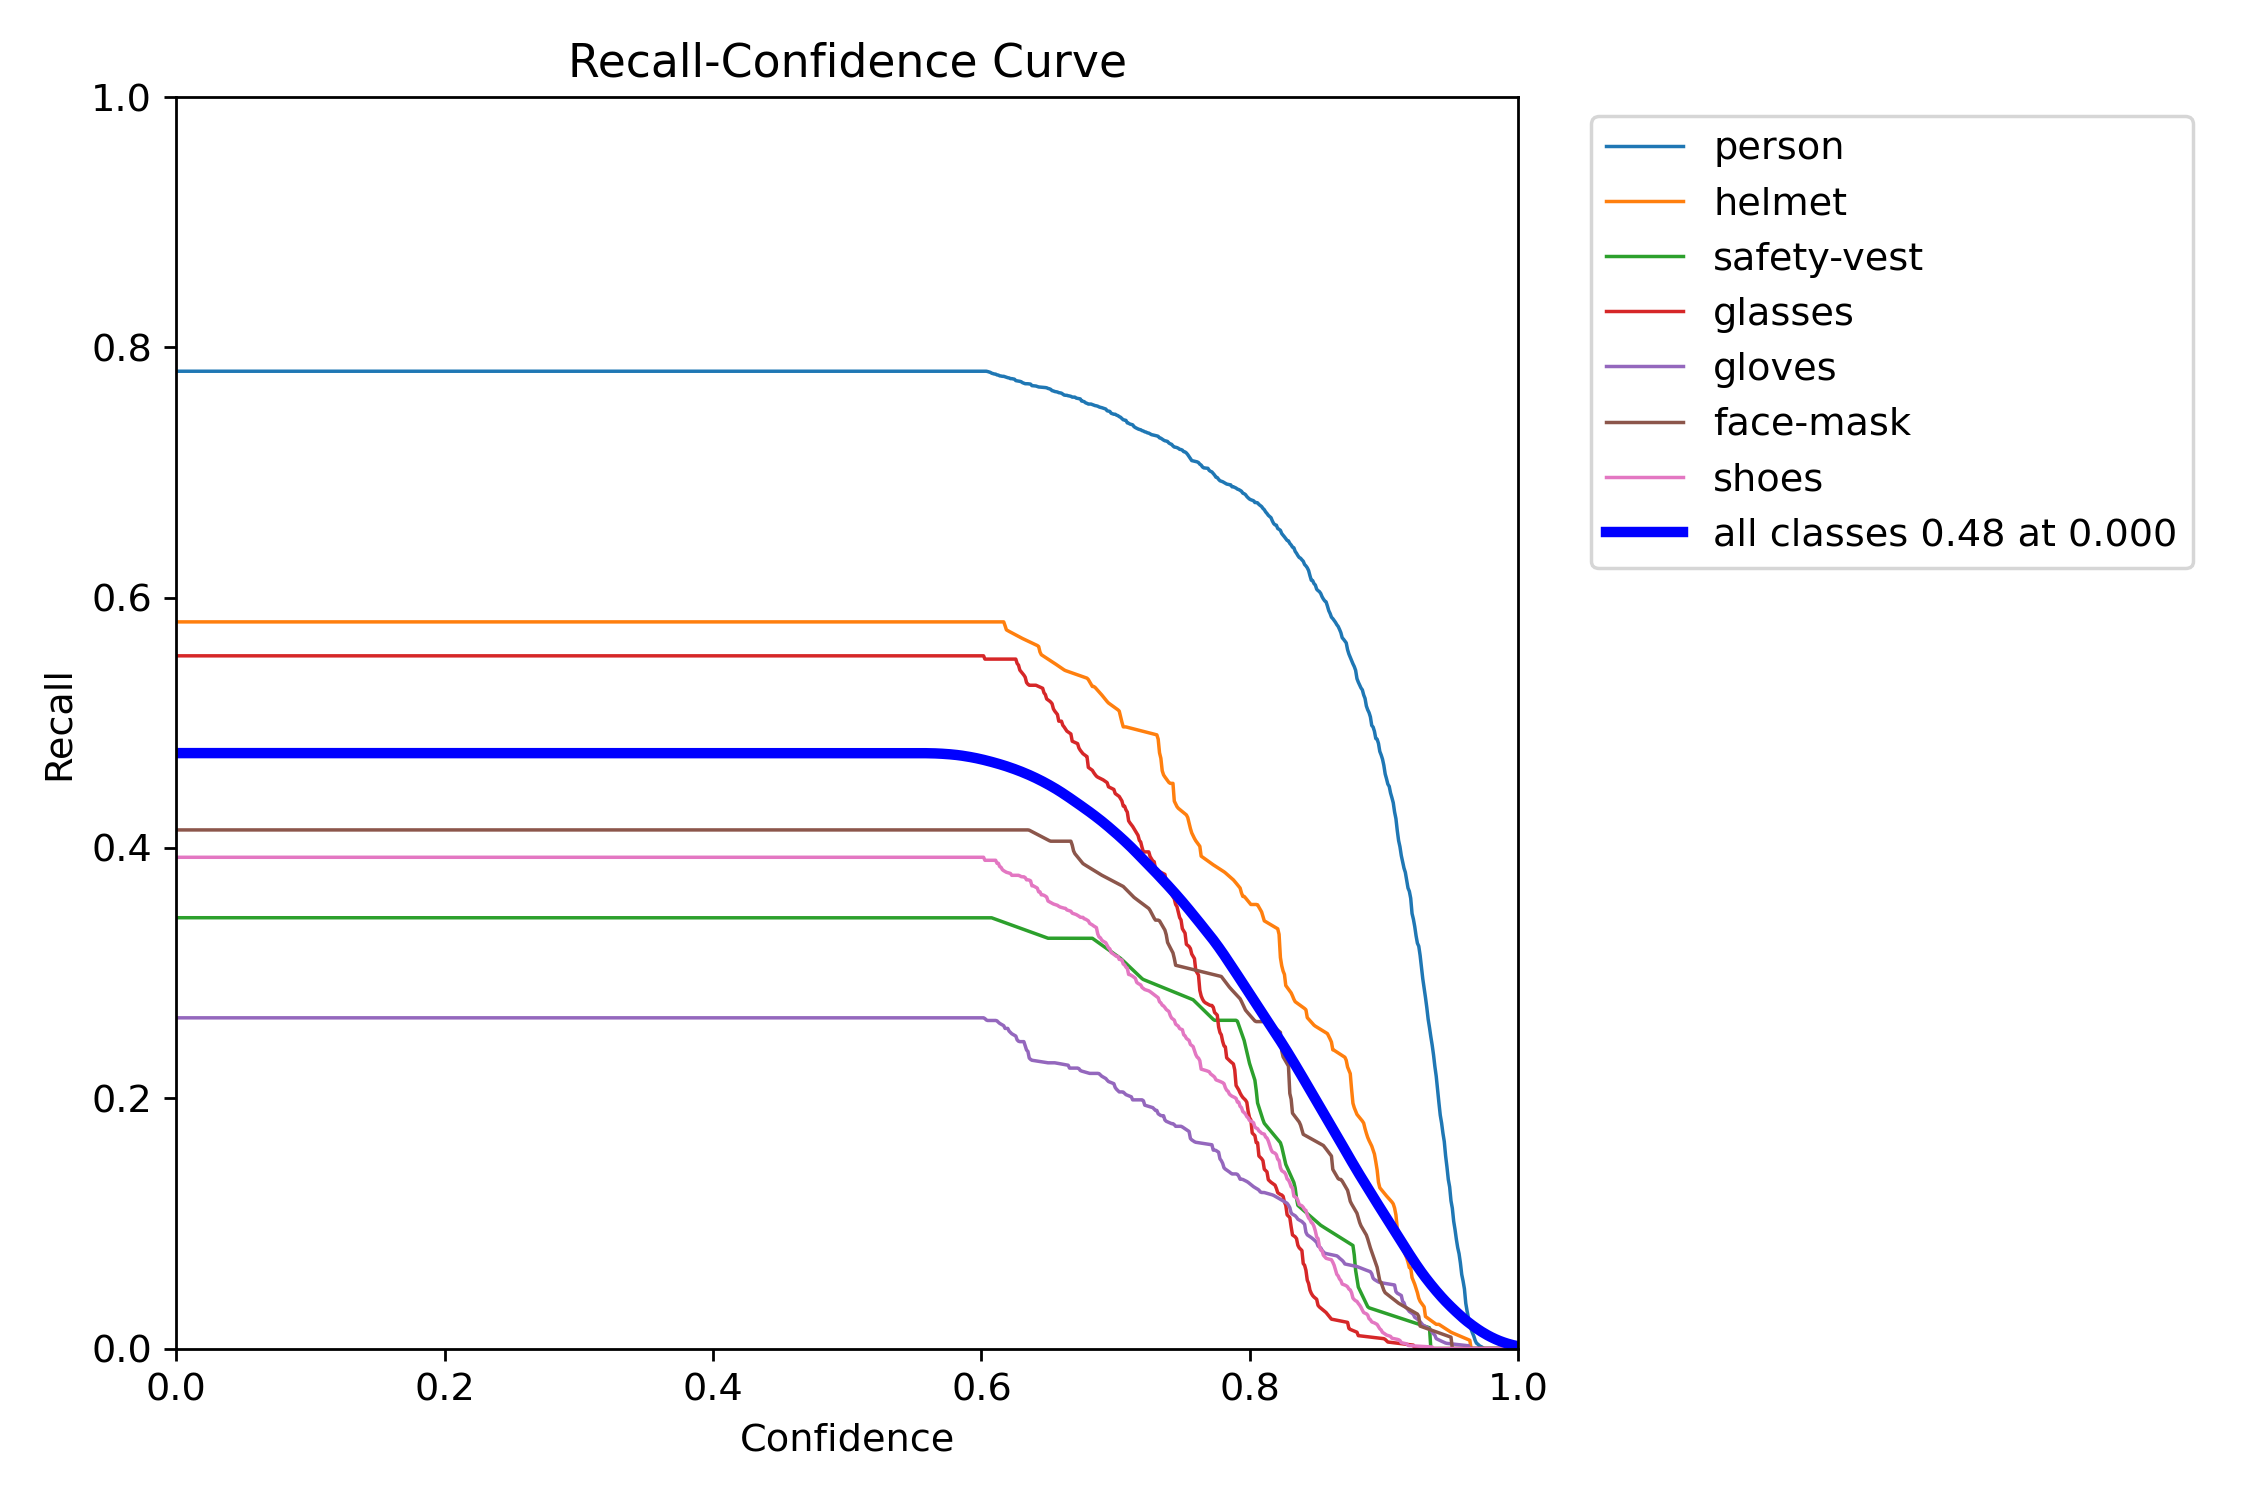 Recall-Confidence Curve
1.0
0.8
0.6
0.4
0.2
0.0
Recall
0.0 0.2 0.4 0.6 0.8 1.0
Confidence
person
helmet
safety-vest
glasses
gloves
face-mask
shoes
all classes 0.48 at 0.000